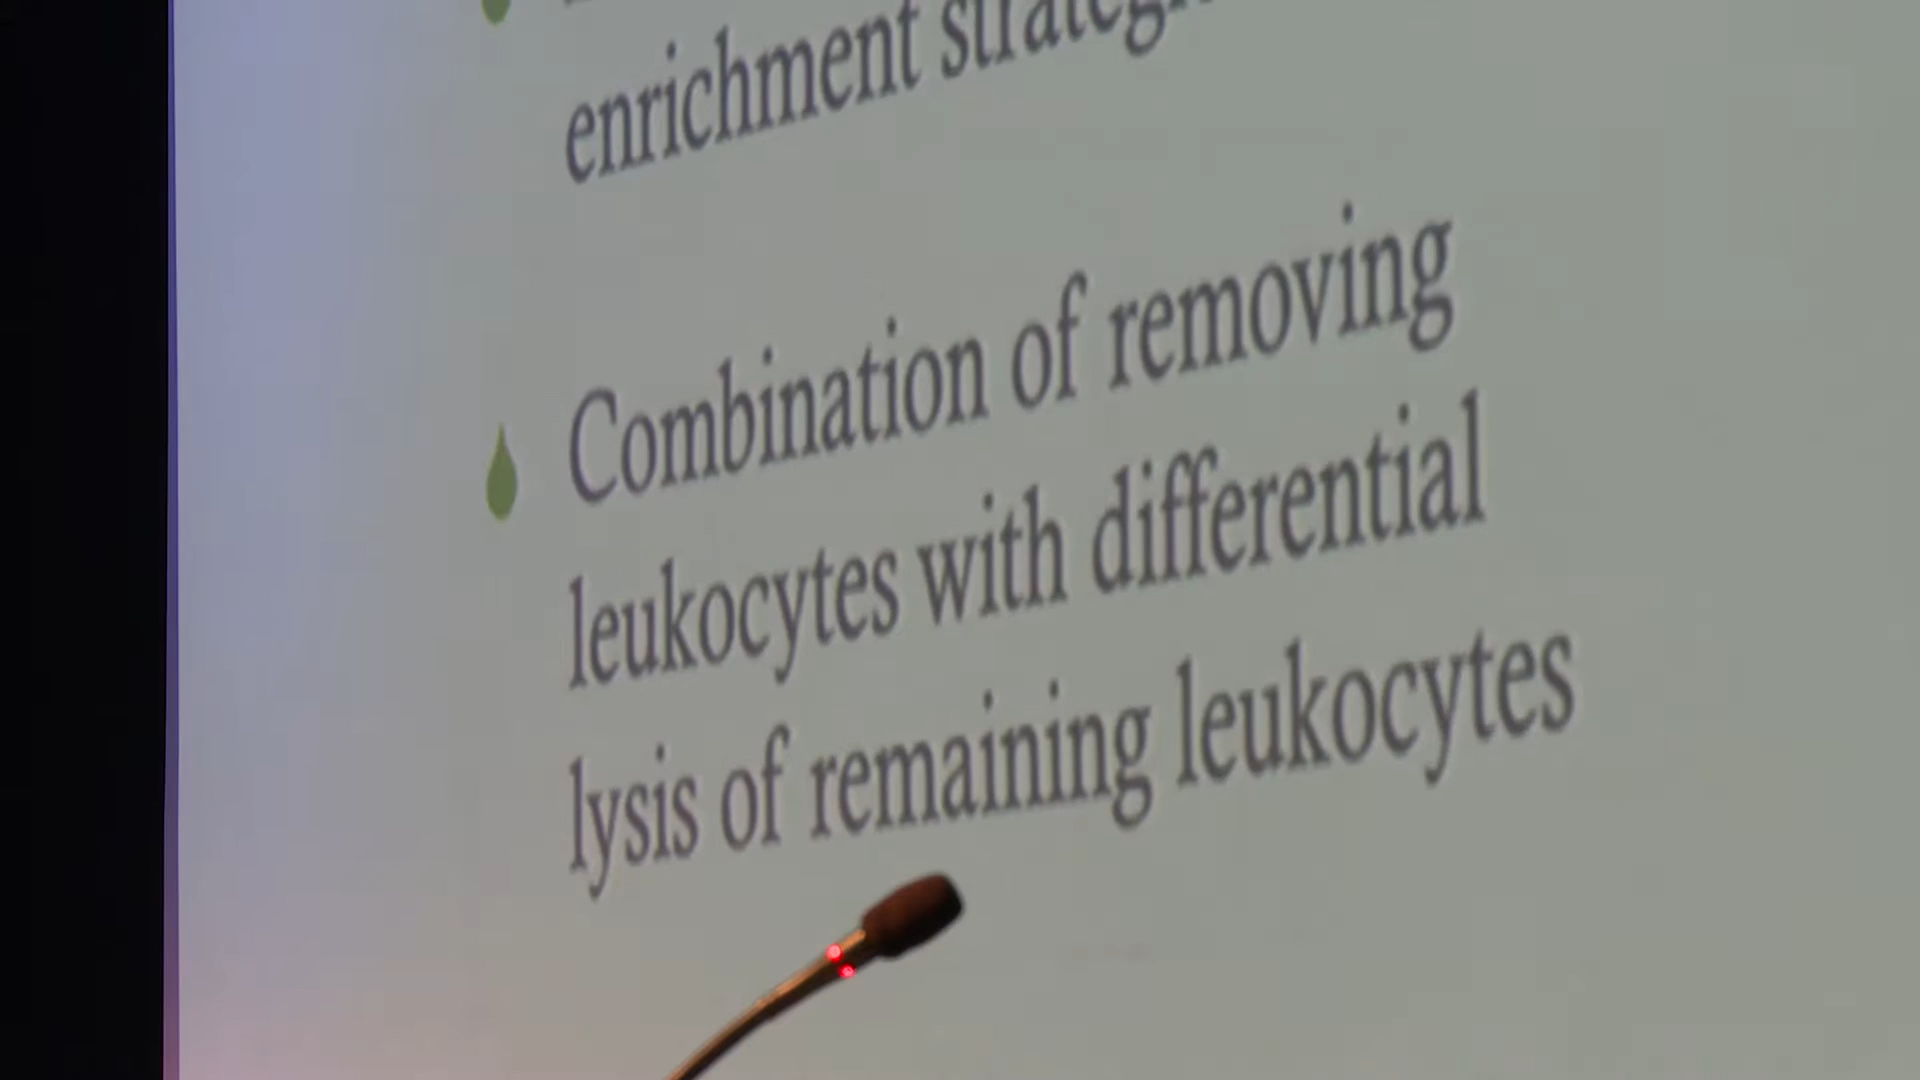 enrichment
Combination of removing
leukocytes with differential
lysis of remaining leukocytes